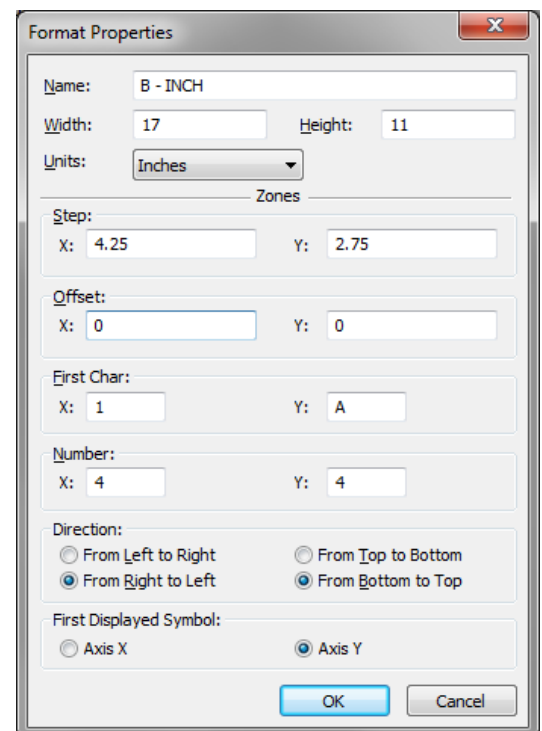 Format Properties
Name: B - INCH
Width: 17 Height: 11
Units: Inches
Zones
Step:
X: 4.25 Y: 2.75
Offset:
X: 0 Y: 0
First Char:
X: 1 Y: A
Number:
X: 4 Y: 4
Direction:
From Left to Right From Top to Bottom
From Right to Left From Bottom to Top
First Displayed Symbol:
Axis X Axis Y
OK Cancel